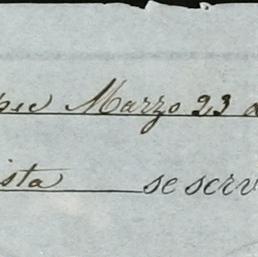 Marzo 23
ista se serv